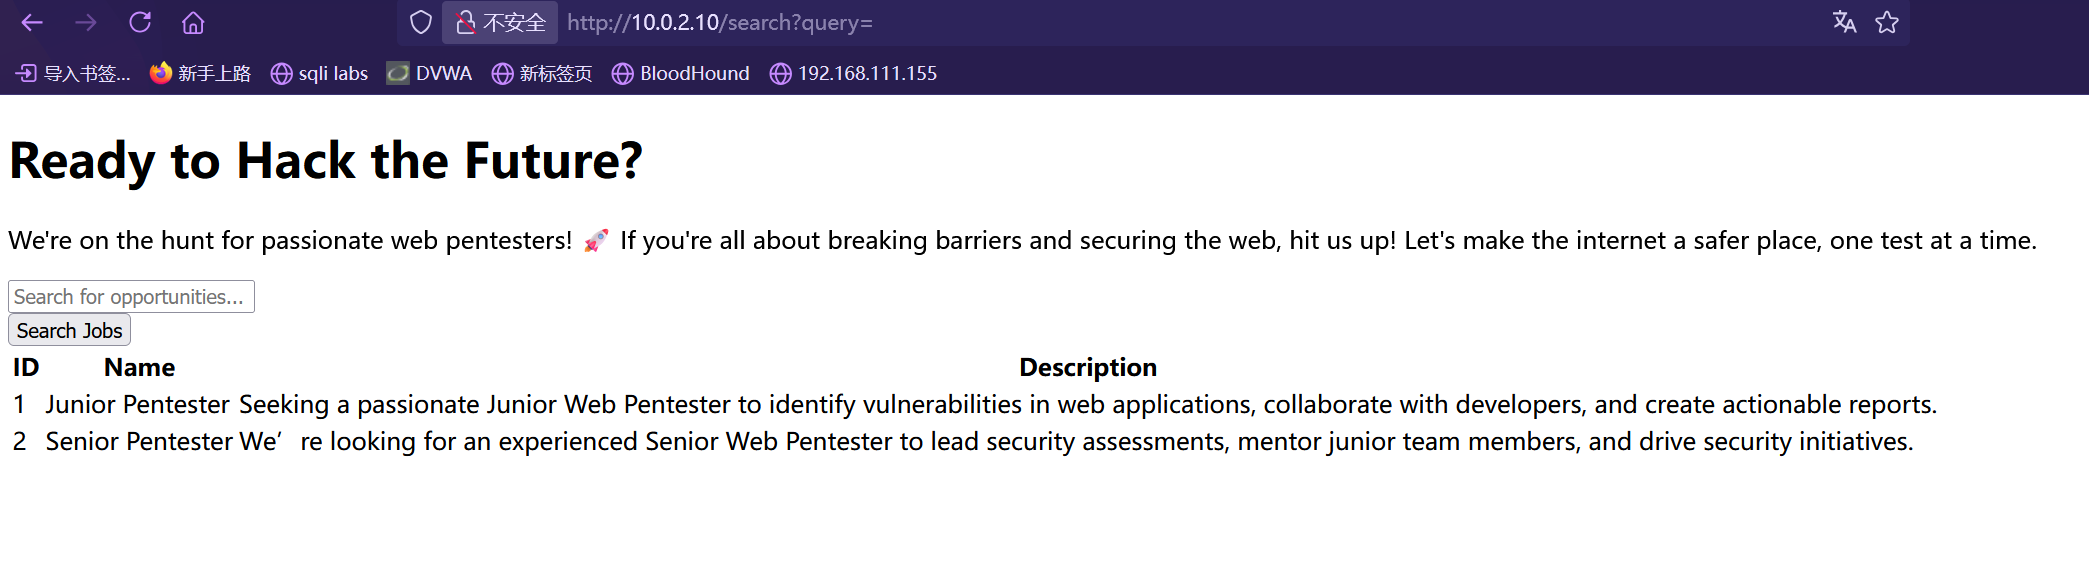 不安全 http://10.0.2.10/search?query=
导入书签... 新手上路 sqli labs DVWA 新标签页 BloodHound 192.168.111.155
Ready to Hack the Future?
We're on the hunt for passionate web pentesters! 🚀 If you're all about breaking barriers and securing the web, hit us up! Let's make the internet a safer place, one test at a time.
Search for opportunities...
Search Jobs
ID Name Description
1 Junior Pentester Seeking a passionate Junior Web Pentester to identify vulnerabilities in web applications, collaborate with developers, and create actionable reports.
2 Senior Pentester We’re looking for an experienced Senior Web Pentester to lead security assessments, mentor junior team members, and drive security initiatives.